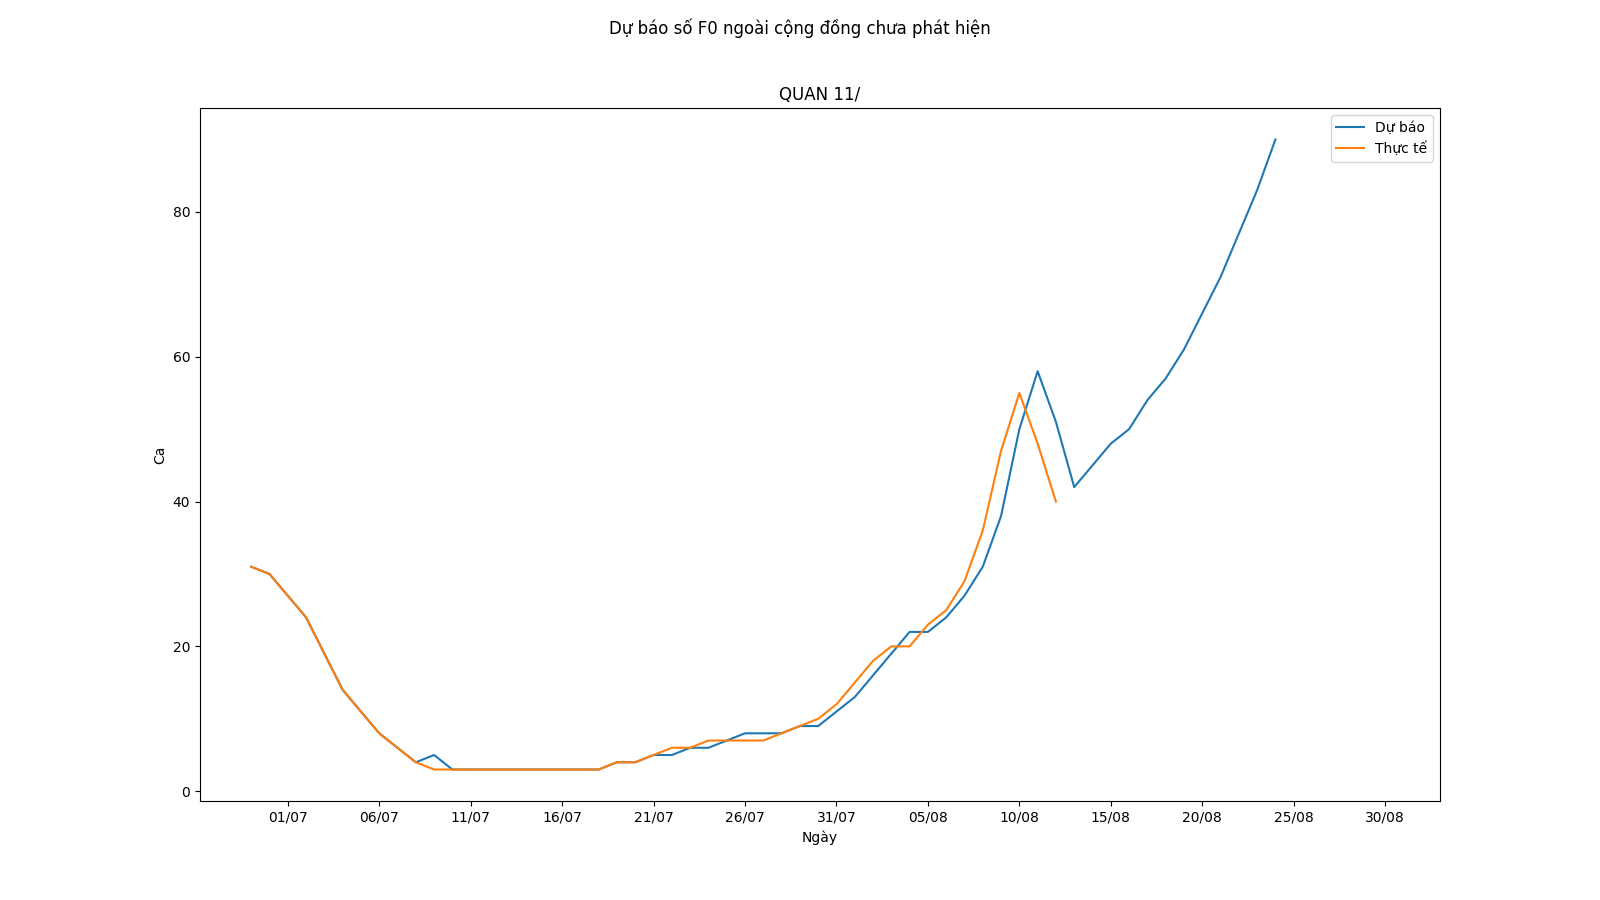 Dự báo số F0 ngoài cộng đồng chưa phát hiện
QUAN 11/
Dự báo
Thực tế
80
60
40
20
0
Ca
01/07 06/07 11/07 16/07 21/07 26/07 31/07 05/08 10/08 15/08 20/08 25/08 30/08
Ngày